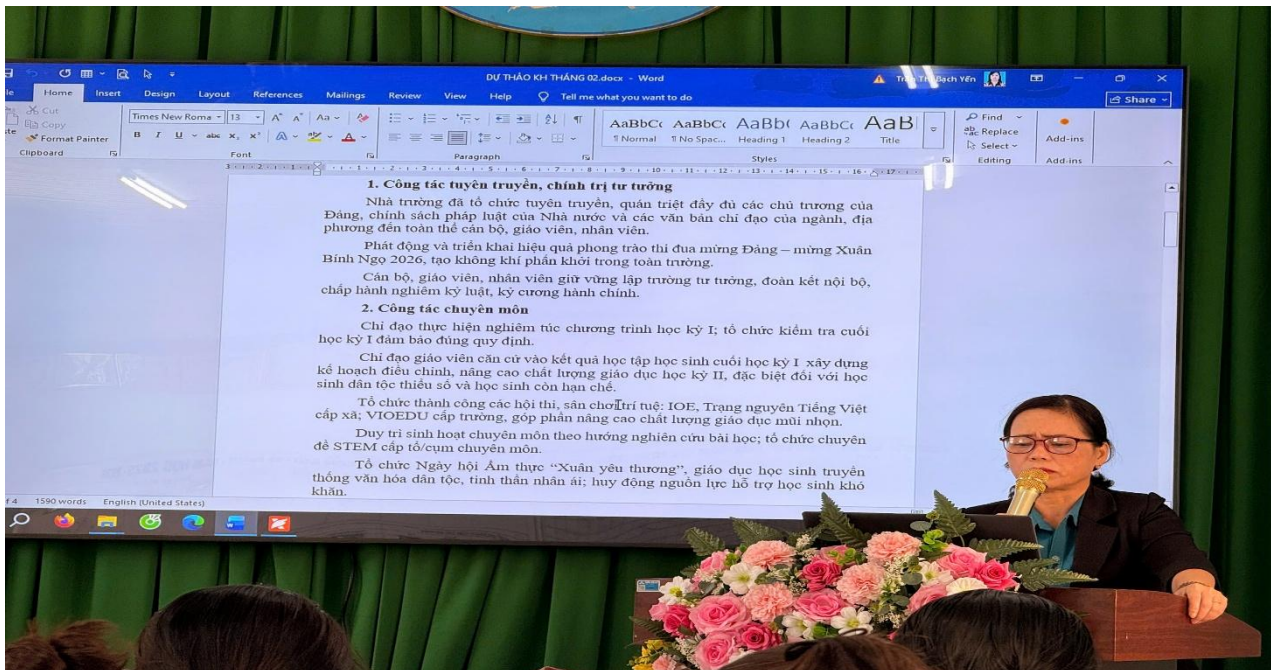 DỰ THẢO KH THÁNG 02.docx - Word
Trần Thị Bạch Yến
Home Insert Design Layout References Mailings Review View Help Tell me what you want to do
Share
Cut
Copy
Format Painter
Clipboard
Times New Roma 13
Font
Paragraph
AaBbCc AaBbCc AaBb( AaBbCc AaB
¶ Normal ¶ No Spac... Heading 1 Heading 2 Title
Styles
Find
Replace
Select
Editing
Add-ins
Add-ins
1. Công tác tuyên truyền, chính trị tư tưởng
Nhà trường đã tổ chức tuyên truyền, quán triệt đầy đủ các chủ trương của
Đảng, chính sách pháp luật của Nhà nước và các văn bản chỉ đạo của ngành, địa
phương đến toàn thể cán bộ, giáo viên, nhân viên.
Phát động và triển khai hiệu quả phong trào thi đua mừng Đảng – mừng Xuân
Bính Ngọ 2026, tạo không khí phấn khởi trong toàn trường.
Cán bộ, giáo viên, nhân viên giữ vững lập trường tư tưởng, đoàn kết nội bộ,
chấp hành nghiêm kỷ luật, kỷ cương hành chính.
2. Công tác chuyên môn
Chỉ đạo thực hiện nghiêm túc chương trình học kỳ I; tổ chức kiểm tra cuối
học kỳ I đảm bảo đúng quy định.
Chỉ đạo giáo viên căn cứ vào kết quả học tập học sinh cuối học kỳ I xây dựng
kế hoạch điều chỉnh, nâng cao chất lượng giáo dục học kỳ II, đặc biệt đối với học
sinh dân tộc thiểu số và học sinh còn hạn chế.
Tổ chức thành công các hội thi, sân chơi trí tuệ: IOE, Trạng nguyên Tiếng Việt
cấp xã; VIOEDU cấp trường, góp phần nâng cao chất lượng giáo dục mũi nhọn.
Duy trì sinh hoạt chuyên môn theo hướng nghiên cứu bài học; tổ chức chuyên
đề STEM cấp tổ/cụm chuyên môn.
Tổ chức Ngày hội Ẩm thực “Xuân yêu thương”, giáo dục học sinh truyền
thống văn hóa dân tộc, tinh thần nhân ái; huy động nguồn lực hỗ trợ học sinh khó
khăn.
1590 words English (United States)